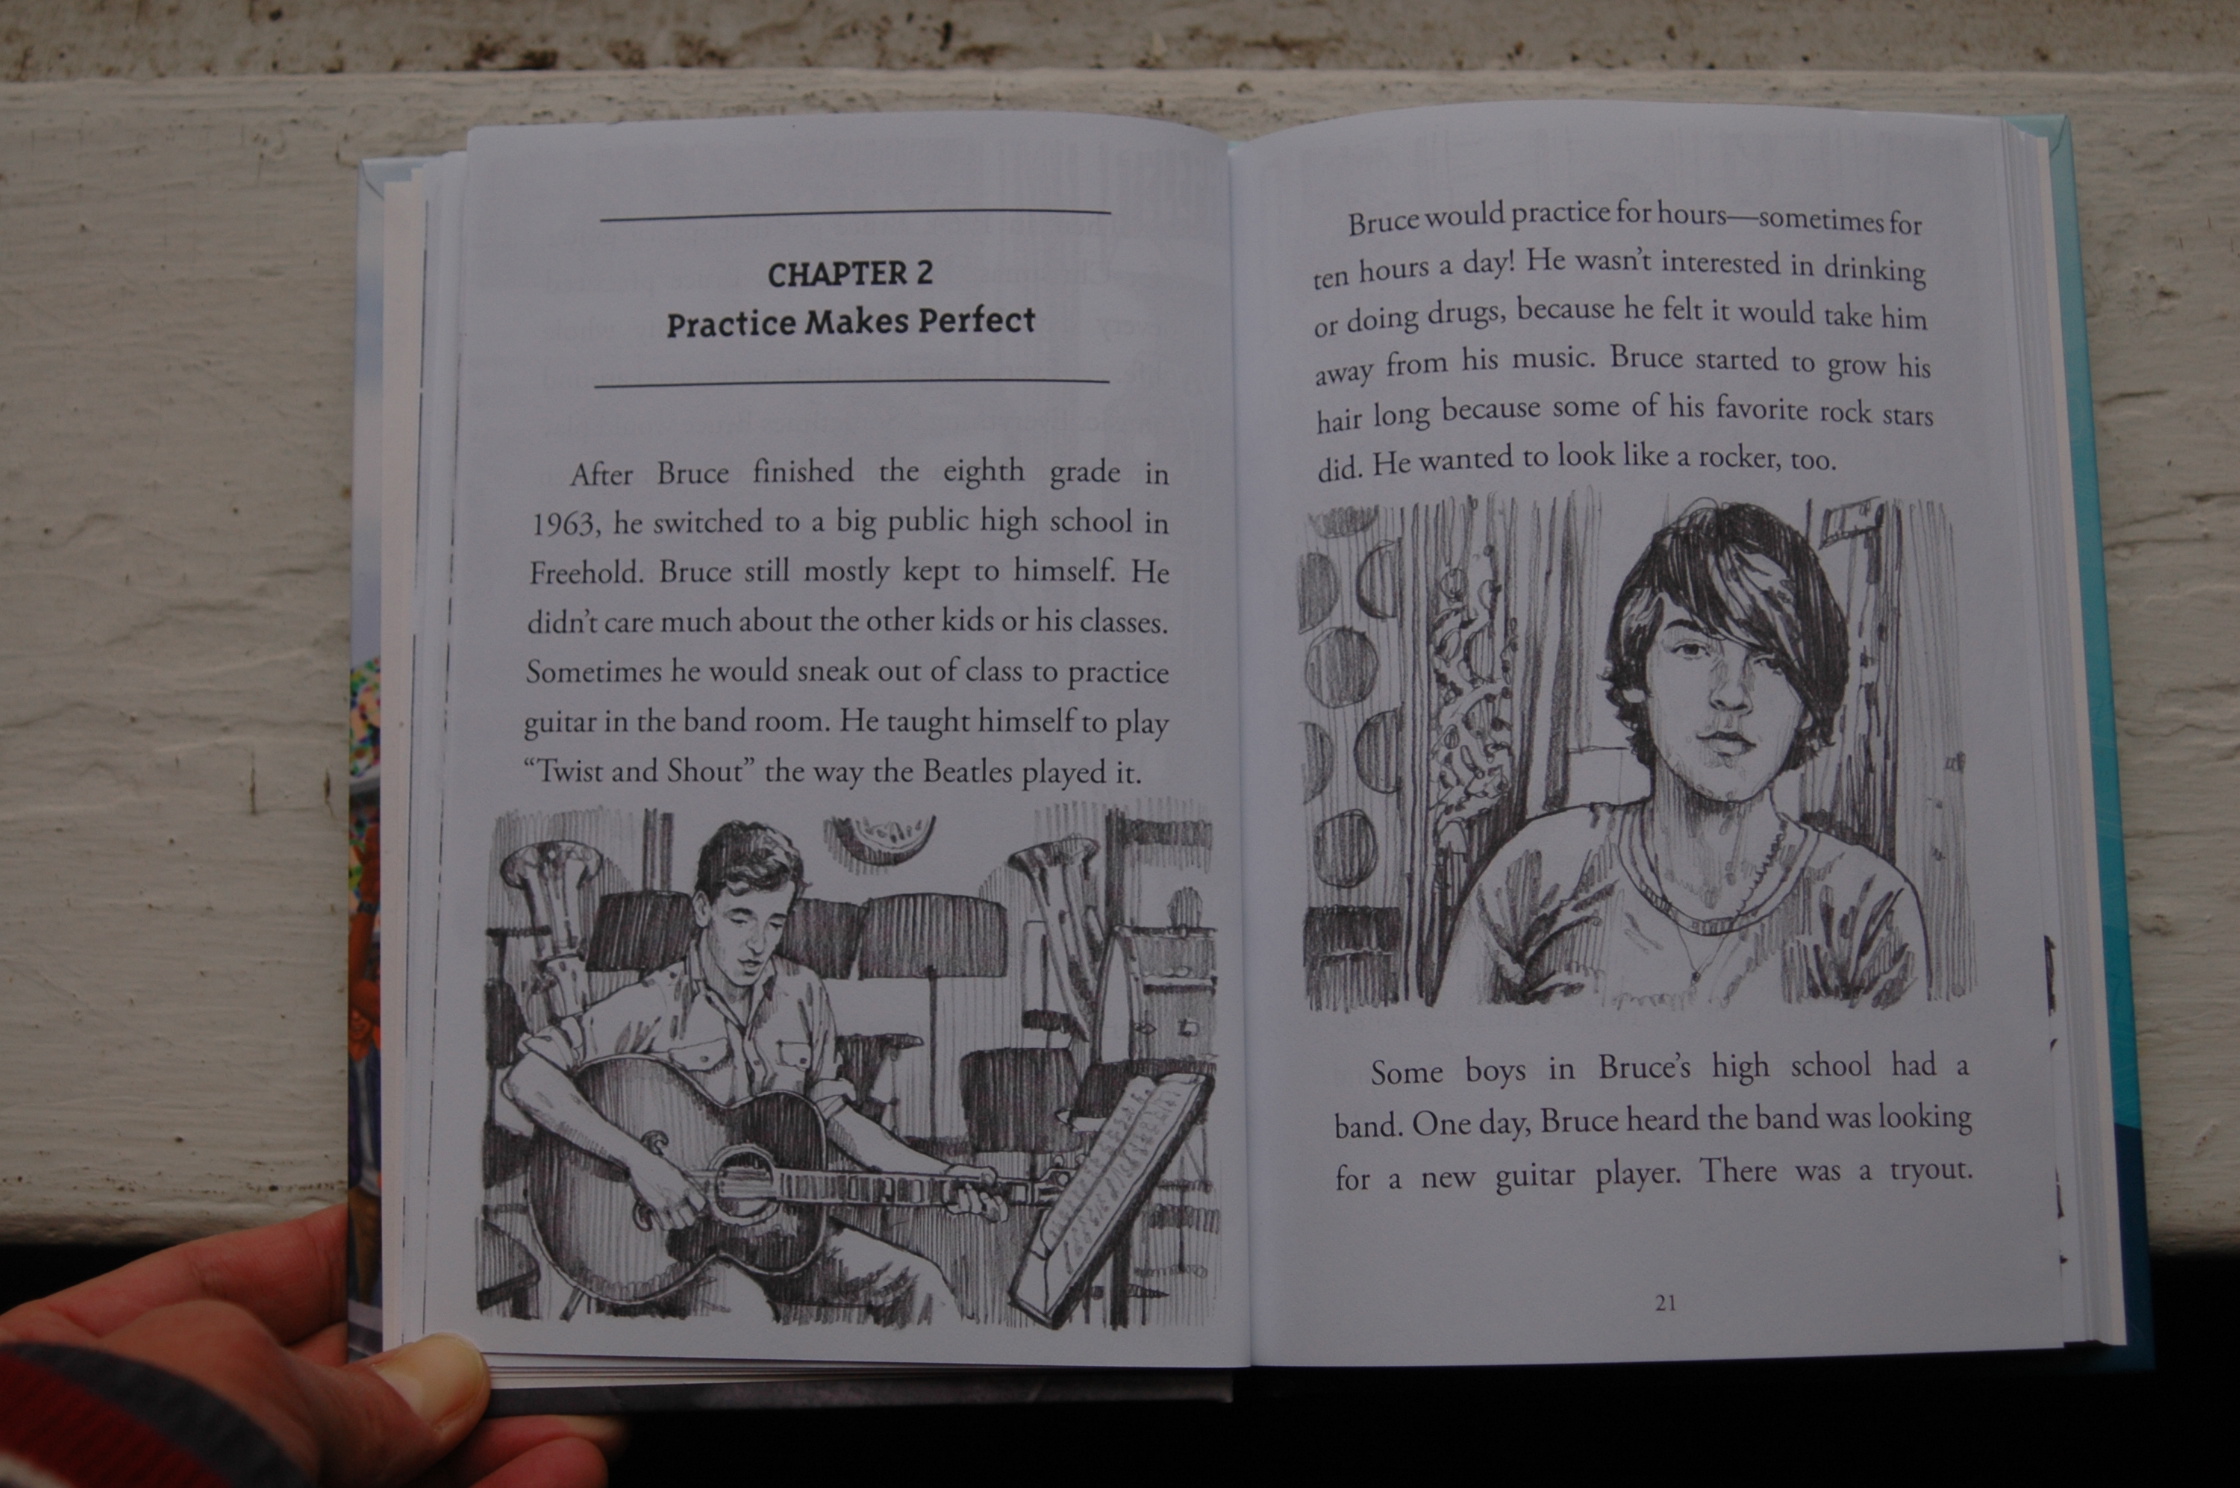 CHAPTER 2
Practice Makes Perfect
After Bruce finished the eighth grade in
1963, he switched to a big public high school in
Freehold. Bruce still mostly kept to himself. He
didn’t care much about the other kids or his classes.
Sometimes he would sneak out of class to practice
guitar in the band room. He taught himself to play
“Twist and Shout” the way the Beatles played it.
Bruce would practice for hours—sometimes for
ten hours a day! He wasn’t interested in drinking
or doing drugs, because he felt it would take him
away from his music. Bruce started to grow his
hair long because some of his favorite rock stars
did. He wanted to look like a rocker, too.
Some boys in Bruce’s high school had a
band. One day, Bruce heard the band was looking
for a new guitar player. There was a tryout.
21